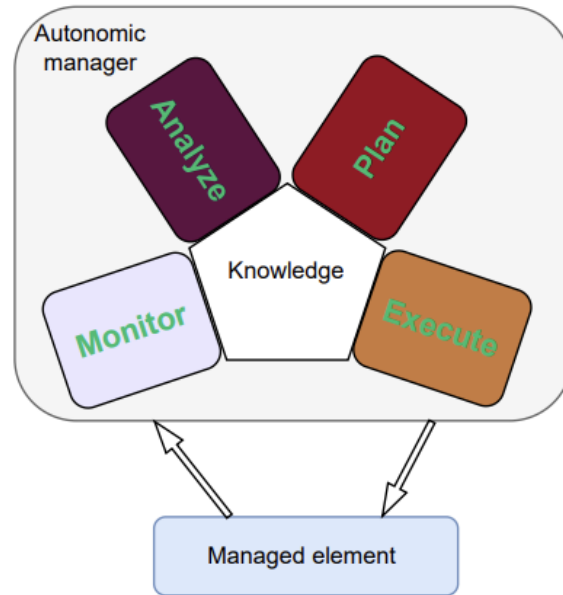 Autonomic
manager
Analyze
Plan
Knowledge
Monitor
Execute
Managed element